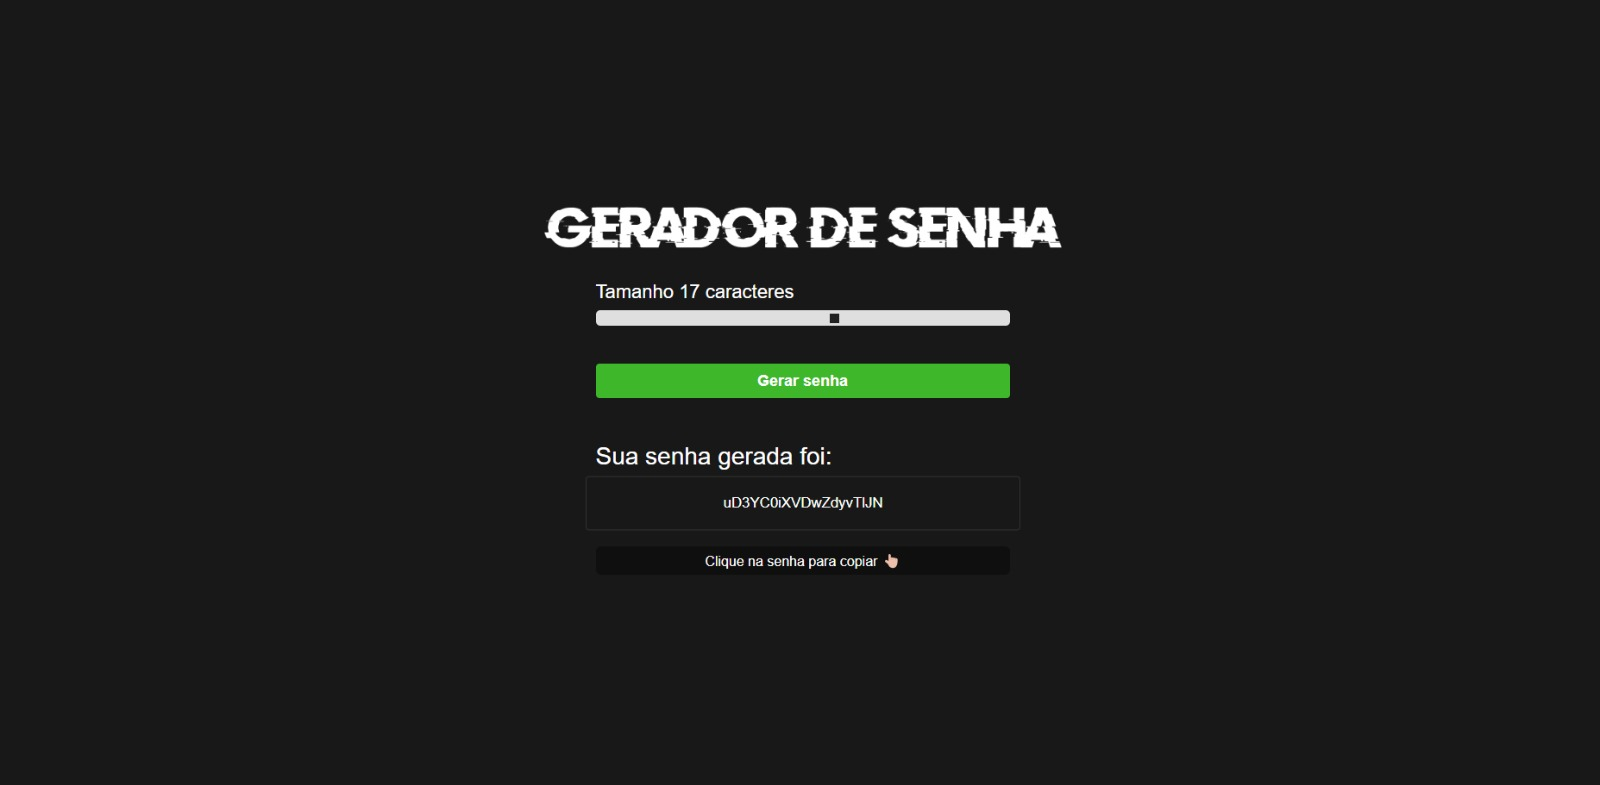 GERADOR DE SENHA
Tamanho 17 caracteres
Gerar senha
Sua senha gerada foi:
uD3YC0iXVDwZdyvTIJN
Clique na senha para copiar 👆